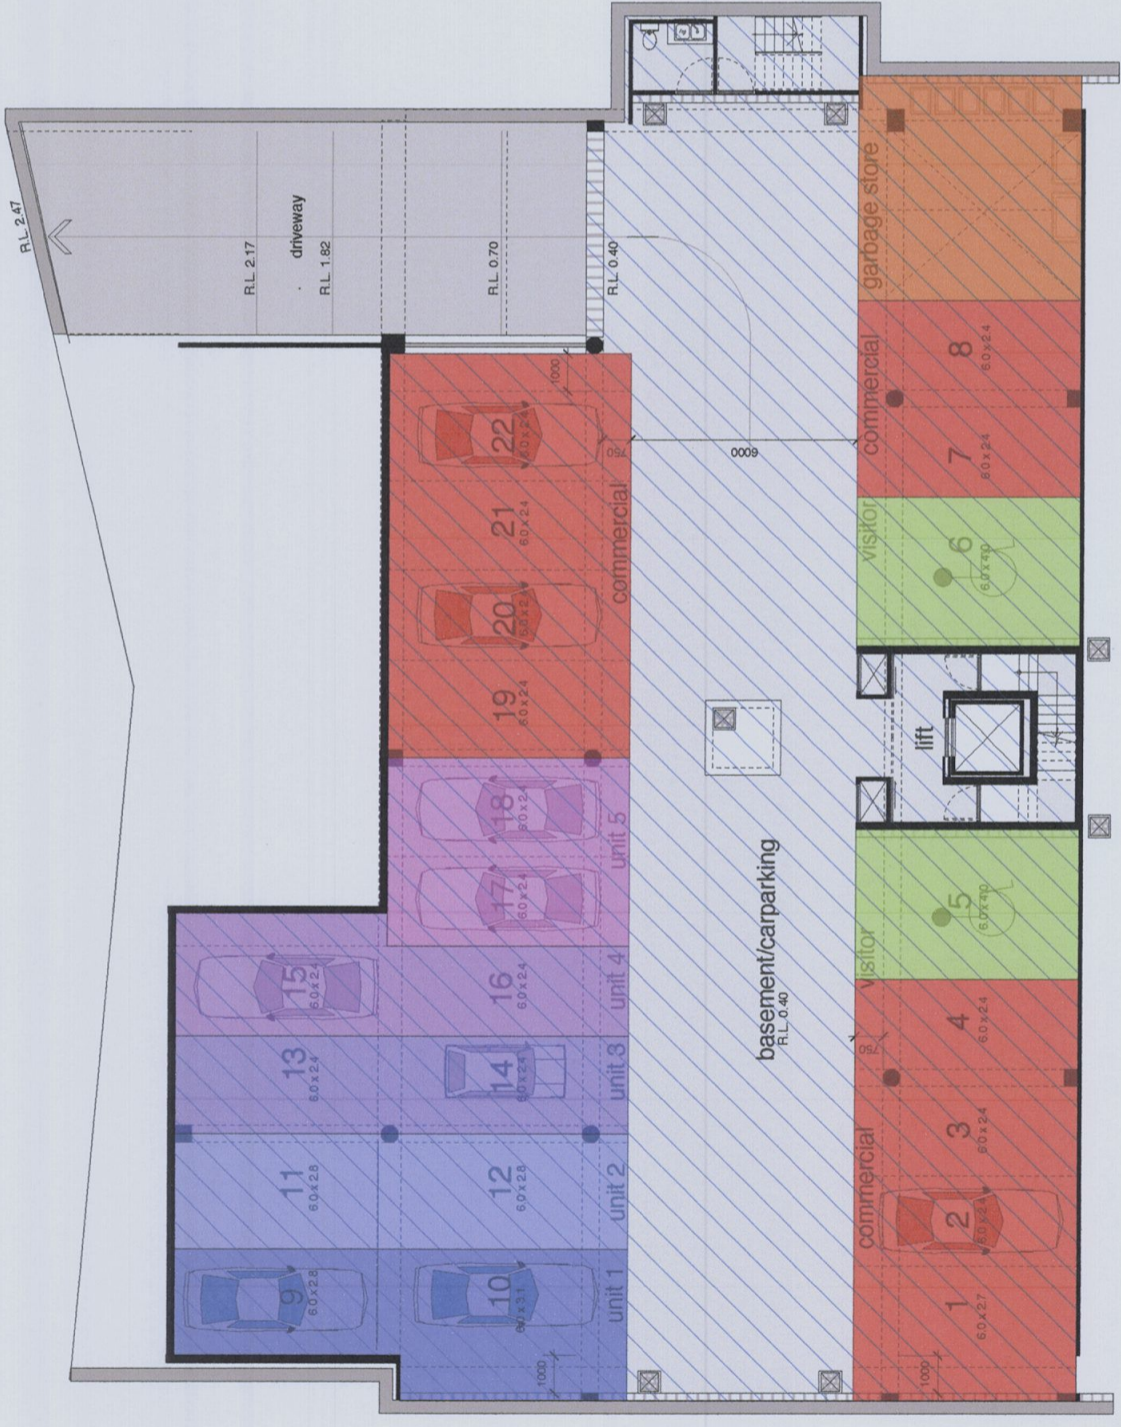 R.L. 2.47
driveway
R.L. 2.17
R.L. 1.82
R.L. 0.70
R.L. 0.40
garbage store
commercial
8
6.0 x 2.4
7
6.0 x 2.4
visitor
6
6.0 x 4.0
lift
visitor
5
6.0 x 4.0
commercial
4
6.0 x 2.4
3
6.0 x 2.4
2
6.0 x 2.4
1
6.0 x 2.7
1000
22
6.0 x 2.4
21
6.0 x 2.4
20
6.0 x 2.4
19
6.0 x 2.4
commercial
1000
6000
18
6.0 x 2.4
17
6.0 x 2.4
unit 5
15
6.0 x 2.4
16
6.0 x 2.4
unit 4
13
6.0 x 2.4
14
6.0 x 2.4
unit 3
11
6.0 x 2.8
12
6.0 x 2.8
unit 2
9
6.0 x 2.8
10
6.0 x 3.1
unit 1
1000
basement/carparking
R.L. 0.40